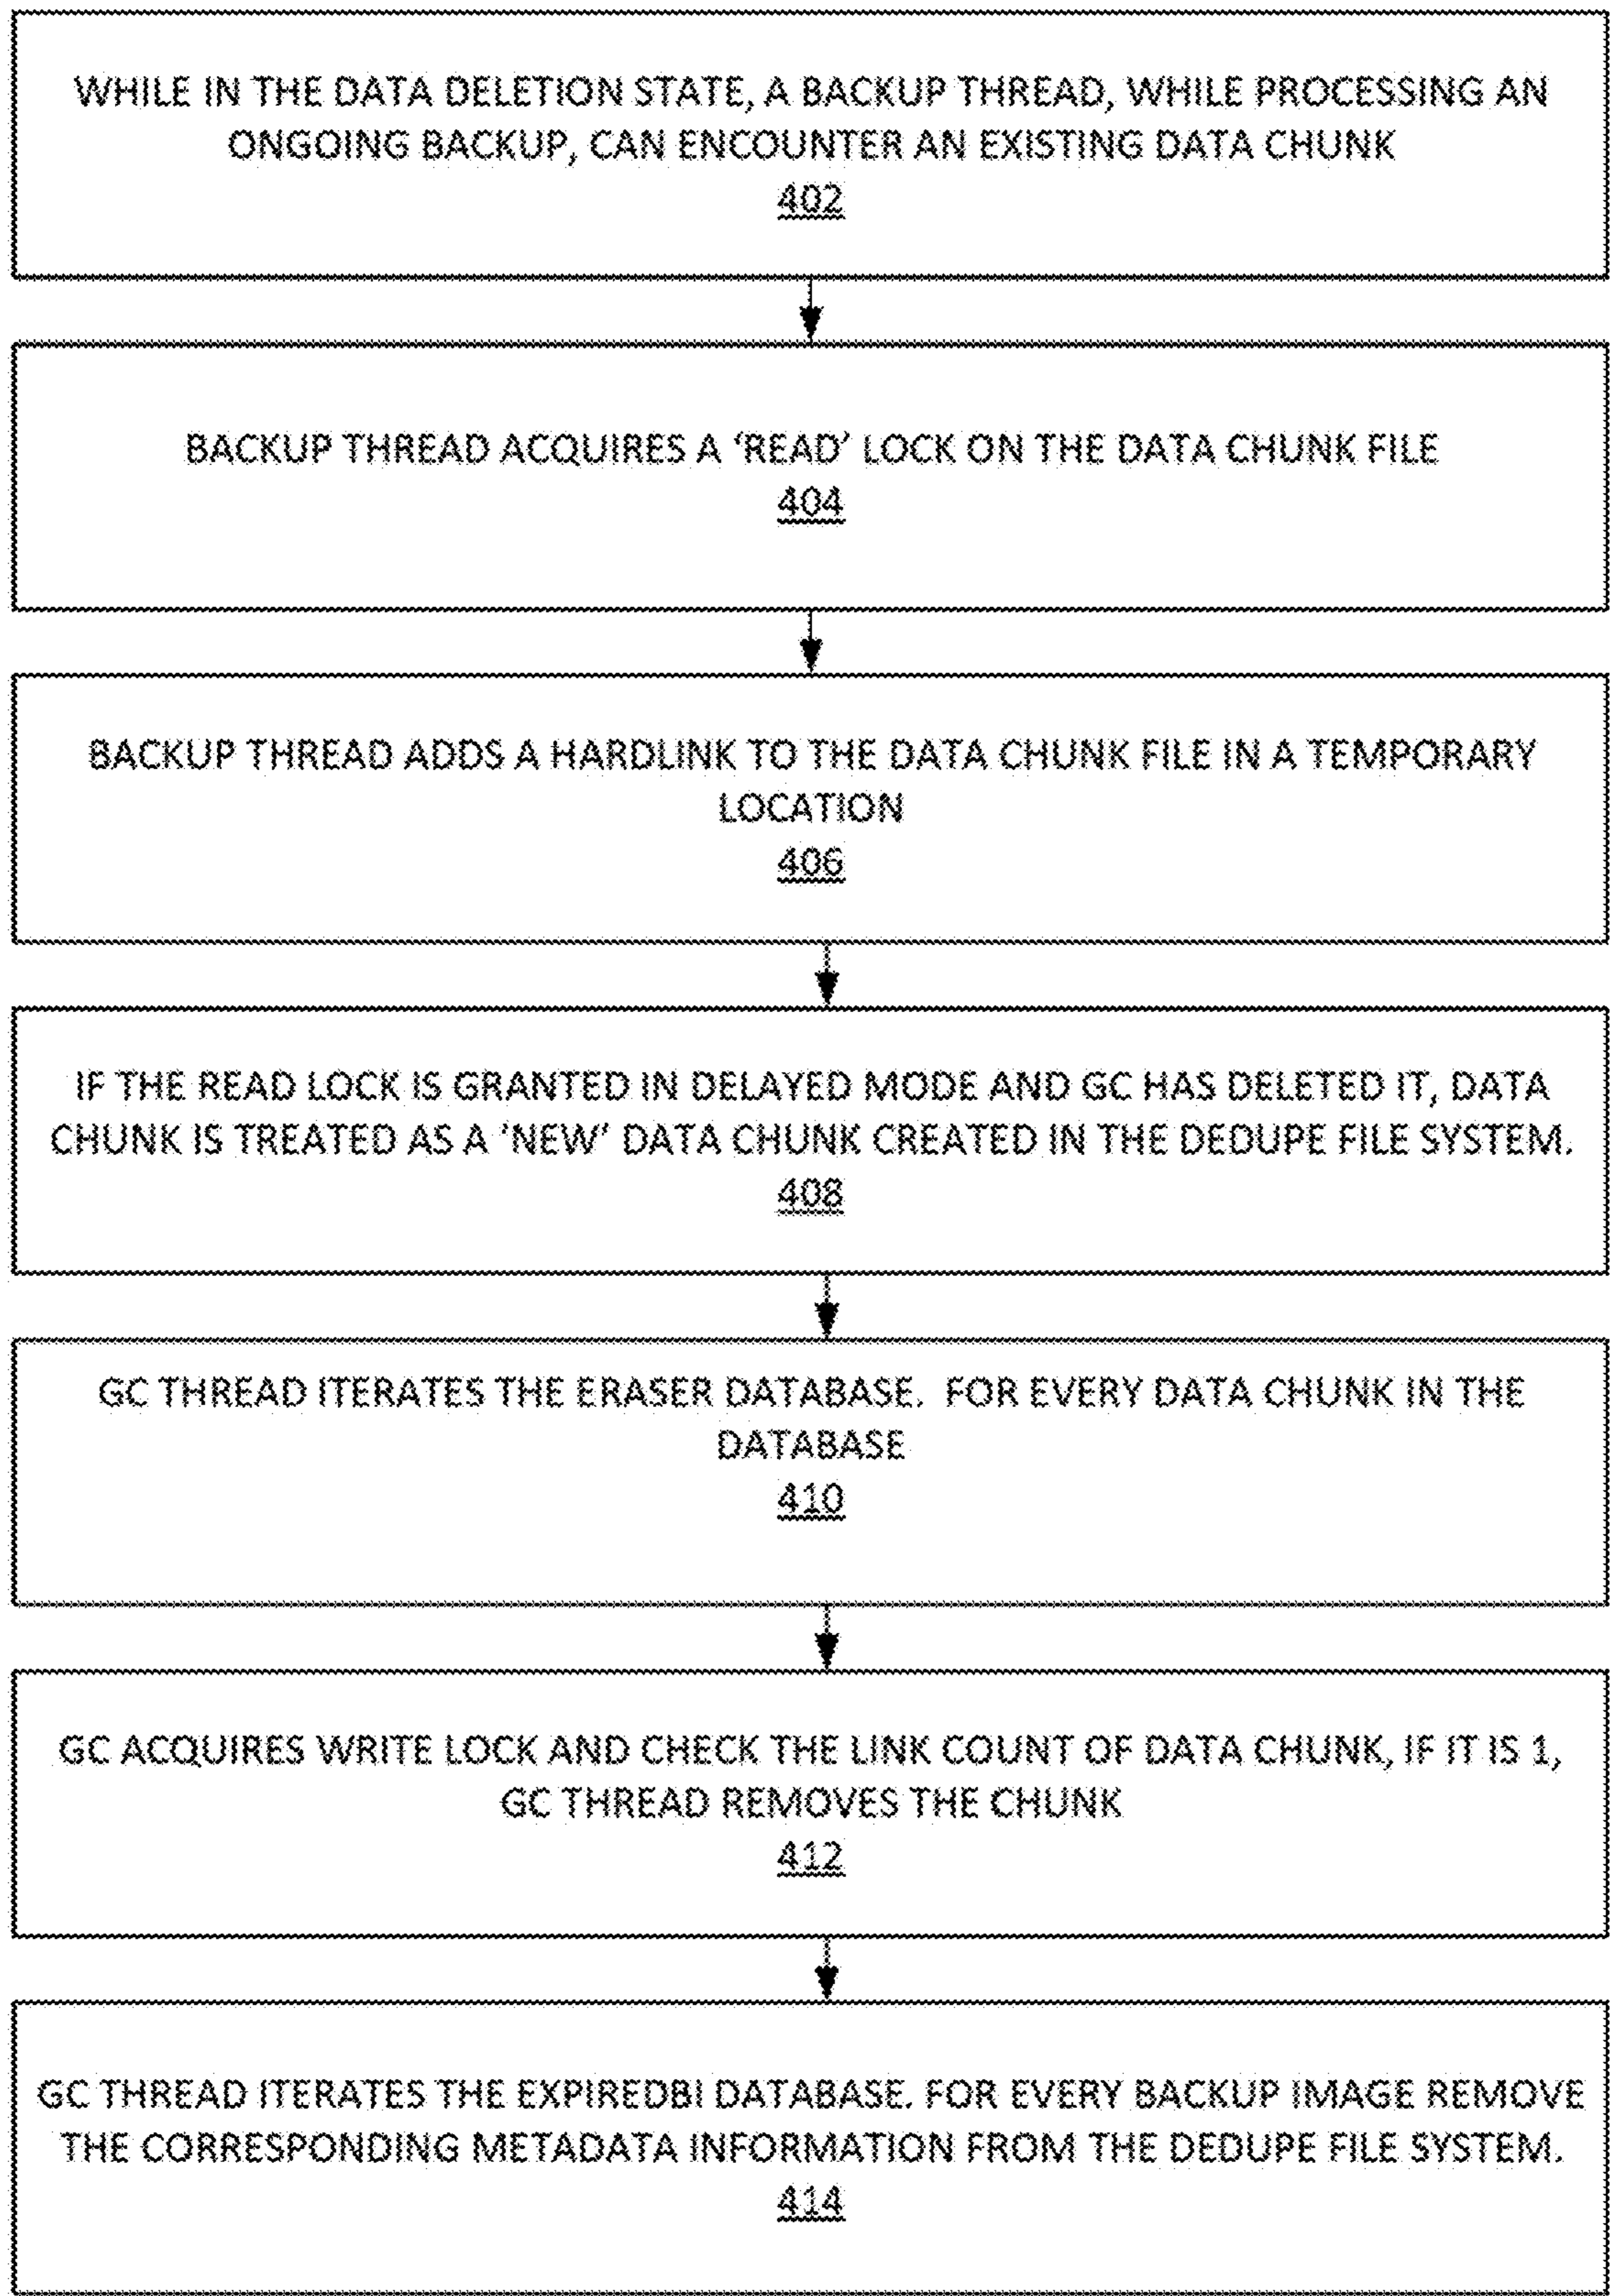 WHILE IN THE DATA DELETION STATE, A BACKUP THREAD, WHILE PROCESSING AN
ONGOING BACKUP, CAN ENCOUNTER AN EXISTING DATA CHUNK
402
BACKUP THREAD ACQUIRES A ‘READ’ LOCK ON THE DATA CHUNK FILE
404
BACKUP THREAD ADDS A HARDLINK TO THE DATA CHUNK FILE IN A TEMPORARY
LOCATION
406
IF THE READ LOCK IS GRANTED IN DELAYED MODE AND GC HAS DELETED IT, DATA
CHUNK IS TREATED AS A ‘NEW’ DATA CHUNK CREATED IN THE DEDUPE FILE SYSTEM.
408
GC THREAD ITERATES THE ERASER DATABASE. FOR EVERY DATA CHUNK IN THE
DATABASE
410
GC ACQUIRES WRITE LOCK AND CHECK THE LINK COUNT OF DATA CHUNK, IF IT IS 1,
GC THREAD REMOVES THE CHUNK
412
GC THREAD ITERATES THE EXPIREDBI DATABASE. FOR EVERY BACKUP IMAGE REMOVE
THE CORRESPONDING METADATA INFORMATION FROM THE DEDUPE FILE SYSTEM.
414